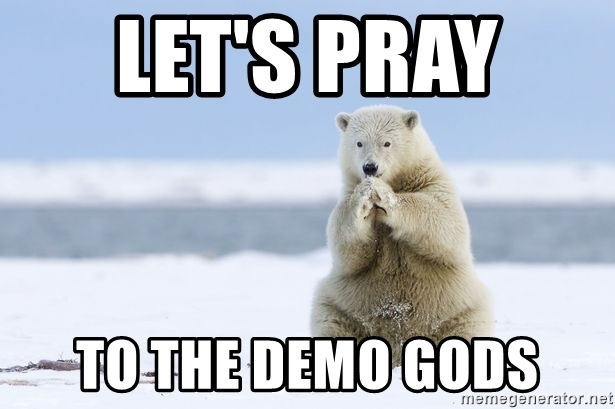 LET'S PRAY
TO THE DEMO GODS
memegenerator.net